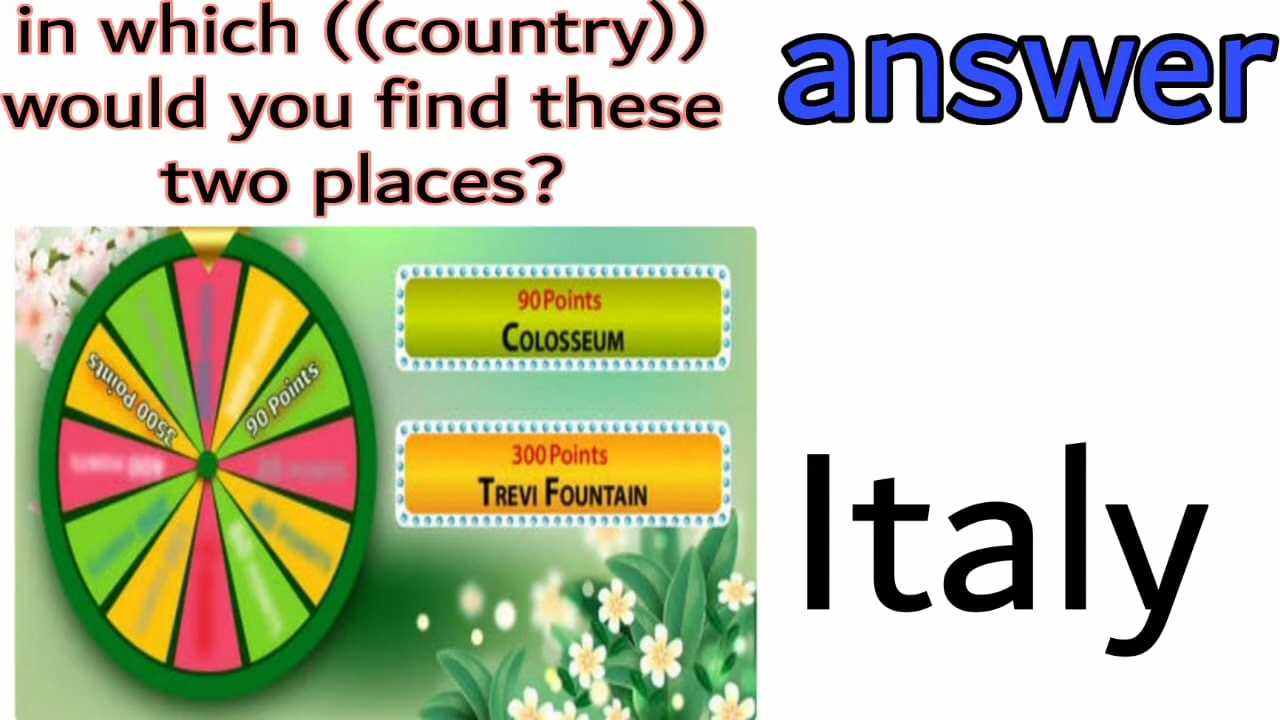 in which ((country))
would you find these
two places?
answer
90 Points
COLOSSEUM
300 Points
TREVI FOUNTAIN
3500 Points
90 Points
Italy